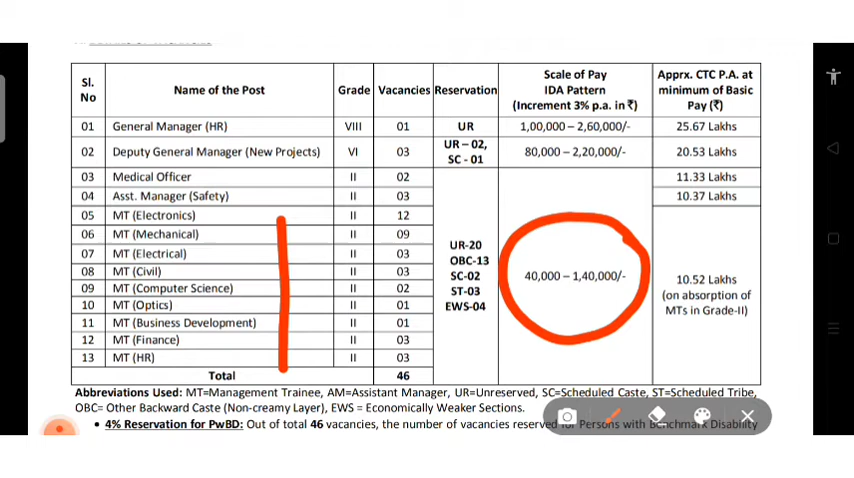 Sl. No | Name of the Post | Grade | Vacancies | Reservation | Scale of Pay IDA Pattern (Increment 3% p.a. in ₹) | Apprx. CTC P.A. at minimum of Basic Pay (₹)
01 | General Manager (HR) | VIII | 01 | UR | 1,00,000 – 2,60,000/- | 25.67 Lakhs
02 | Deputy General Manager (New Projects) | VI | 03 | UR – 02, SC - 01 | 80,000 – 2,20,000/- | 20.53 Lakhs
03 | Medical Officer | II | 02 | UR-20 OBC-13 SC-02 ST-03 EWS-04 | 40,000 – 1,40,000/- | 11.33 Lakhs
04 | Asst. Manager (Safety) | II | 03 | 10.37 Lakhs
05 | MT (Electronics) | II | 12 | 10.52 Lakhs (on absorption of MTs in Grade-II)
06 | MT (Mechanical) | II | 09
07 | MT (Electrical) | II | 03
08 | MT (Civil) | II | 03
09 | MT (Computer Science) | II | 02
10 | MT (Optics) | II | 01
11 | MT (Business Development) | II | 01
12 | MT (Finance) | II | 03
13 | MT (HR) | II | 03
Total | 46
Abbreviations Used: MT=Management Trainee, AM=Assistant Manager, UR=Unreserved, SC=Scheduled Caste, ST=Scheduled Tribe,
OBC= Other Backward Caste (Non-creamy Layer), EWS = Economically Weaker Sections.
• 4% Reservation for PwBD: Out of total 46 vacancies, the number of vacancies reserved for Persons with Benchmark Disability